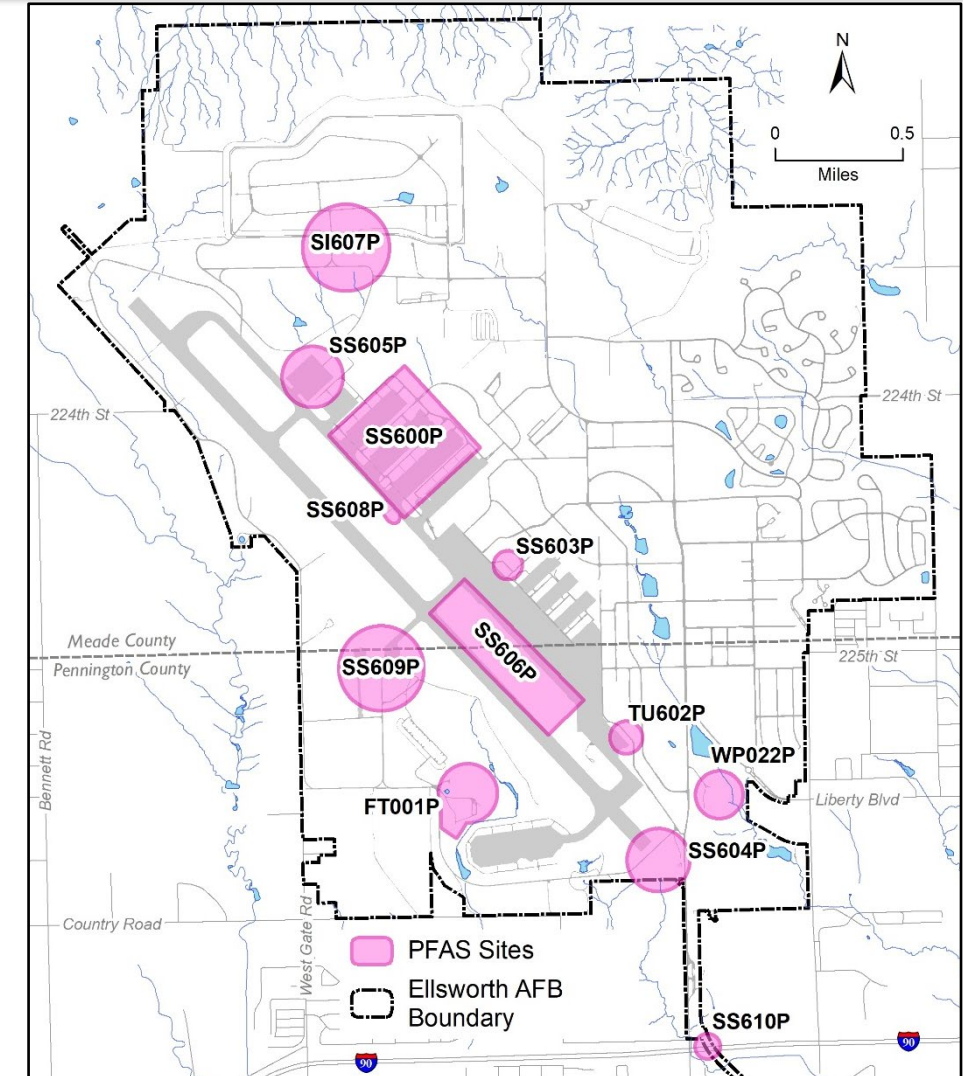 N
0 0.5
Miles
SI607P
SS605P
224th St
224th St
SS600P
SS608P
SS603P
Meade County
Pennington County
SS606P
225th St
SS609P
TU602P
WP022P
Bennett Rd
FT001P
Liberty Blvd
SS604P
Country Road
West Gate Rd
PFAS Sites
Ellsworth AFB
Boundary
SS610P
90
90